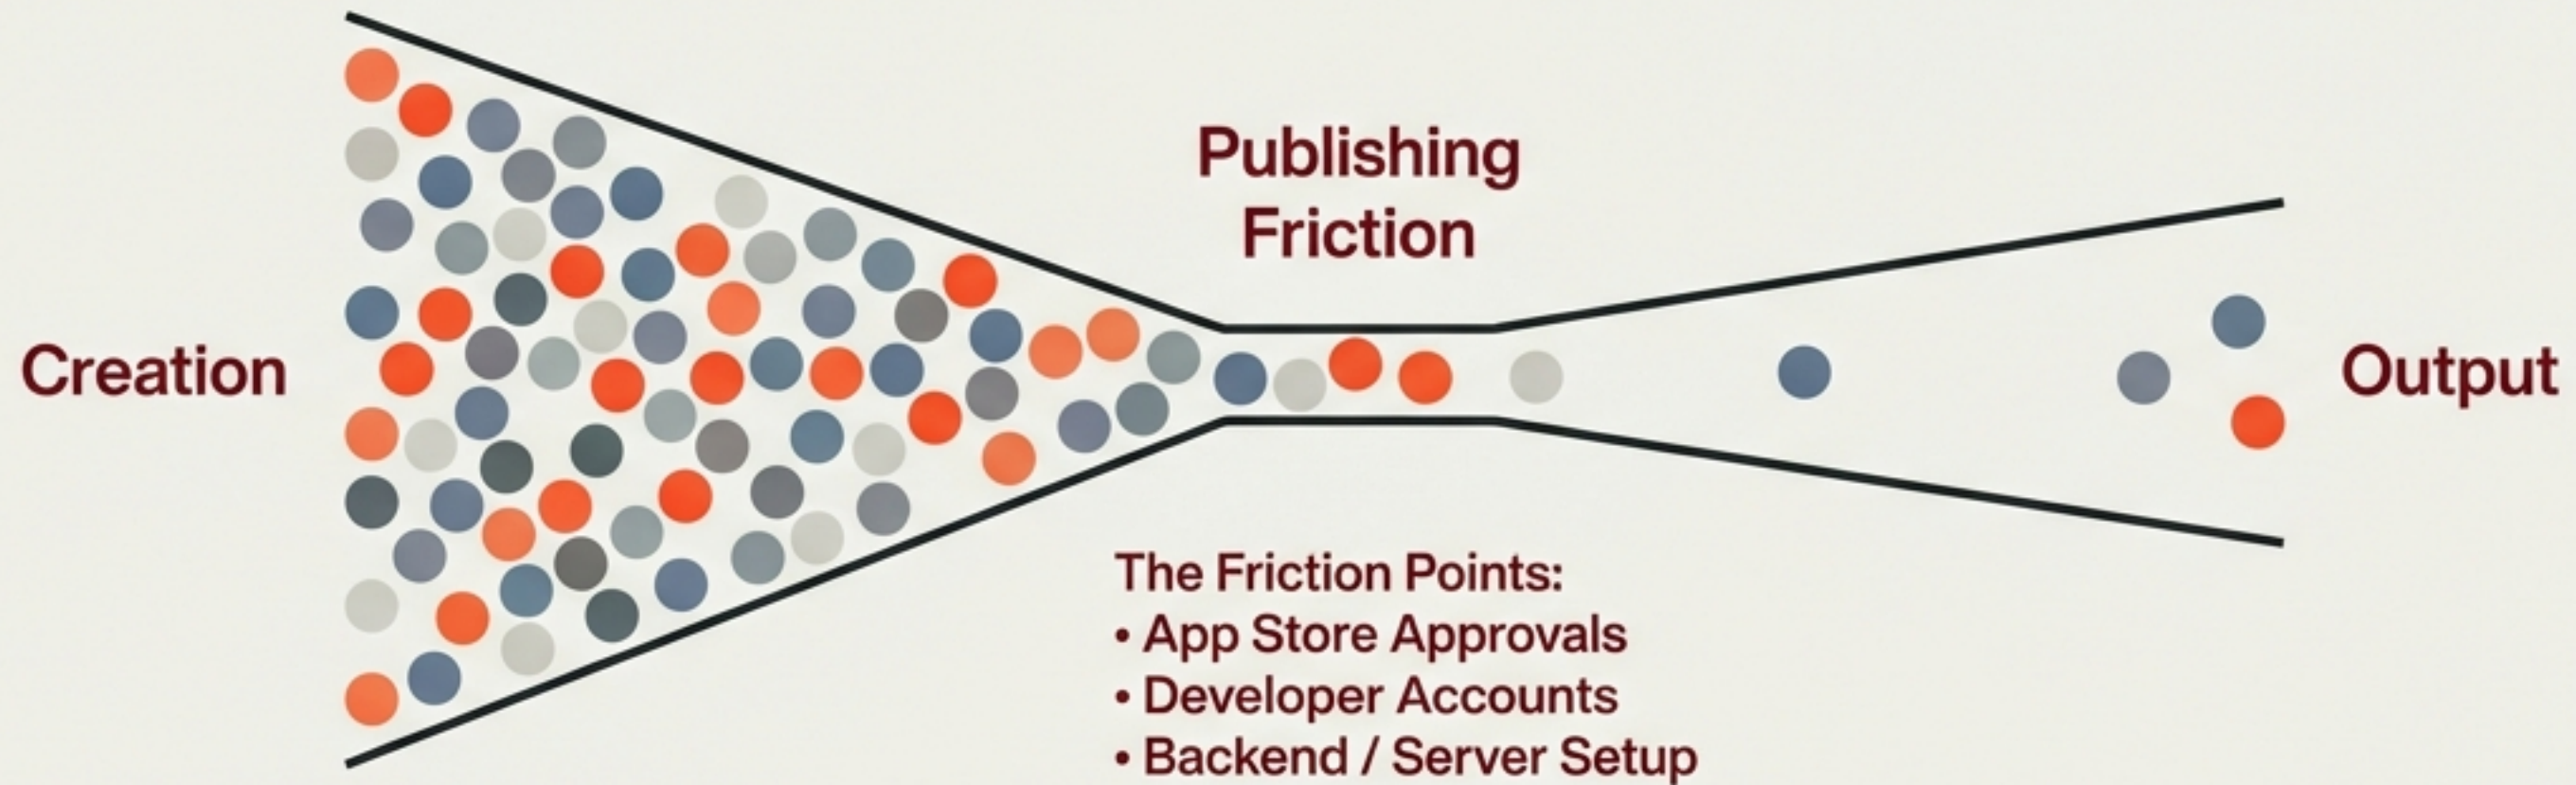 Creation
Publishing
Friction
Output
The Friction Points:
• App Store Approvals
• Developer Accounts
• Backend / Server Setup